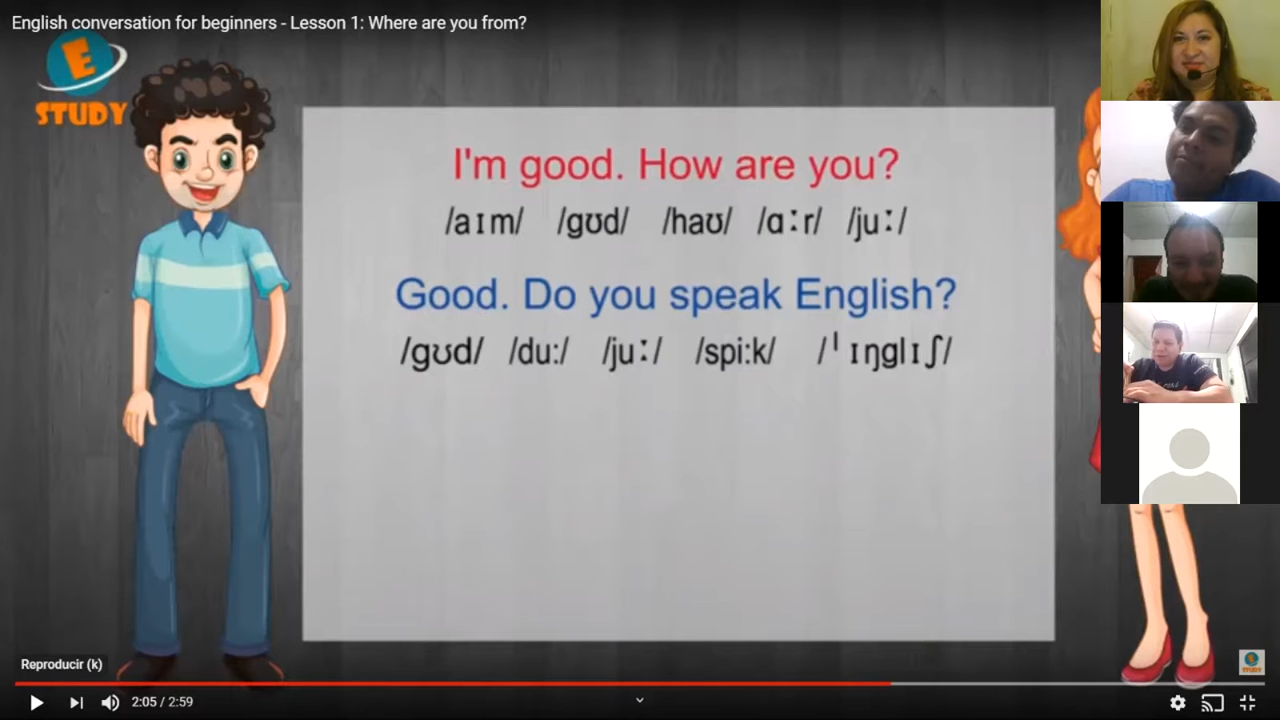 English conversation for beginners - Lesson 1: Where are you from?
E
STUDY
I'm good. How are you?
/aɪm/ /gʊd/ /haʊ/ /ɑːr/ /juː/
Good. Do you speak English?
/gʊd/ /du:/ /juː/ /spi:k/ /ˈɪŋglɪʃ/
Reproducir (k)
2:05 / 2:59
E
STUDY